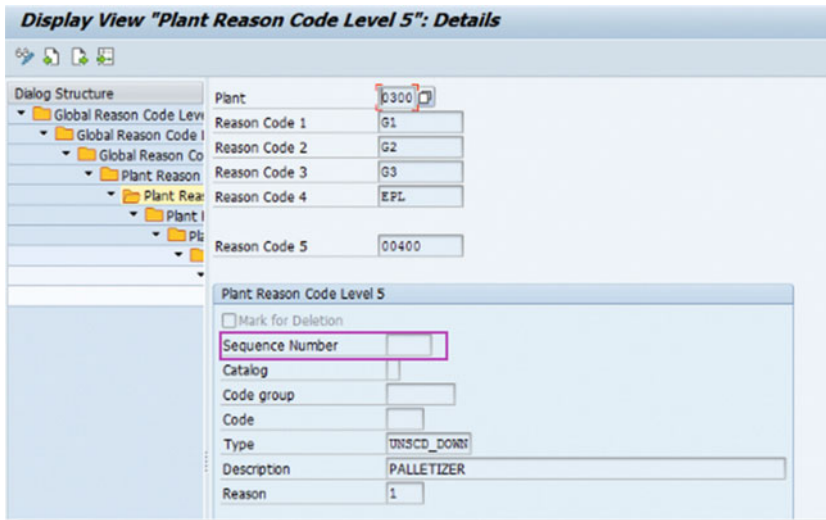 Display View "Plant Reason Code Level 5": Details
Dialog Structure
Global Reason Code Leve
Global Reason Code l
Global Reason Co
Plant Reason
Plant Reas
Plant l
Pla
Plant 0300
Reason Code 1 G1
Reason Code 2 G2
Reason Code 3 G3
Reason Code 4 EPL
Reason Code 5 00400
Plant Reason Code Level 5
Mark for Deletion
Sequence Number
Catalog
Code group
Code
Type UNSCD_DOWN
Description PALLETIZER
Reason 1